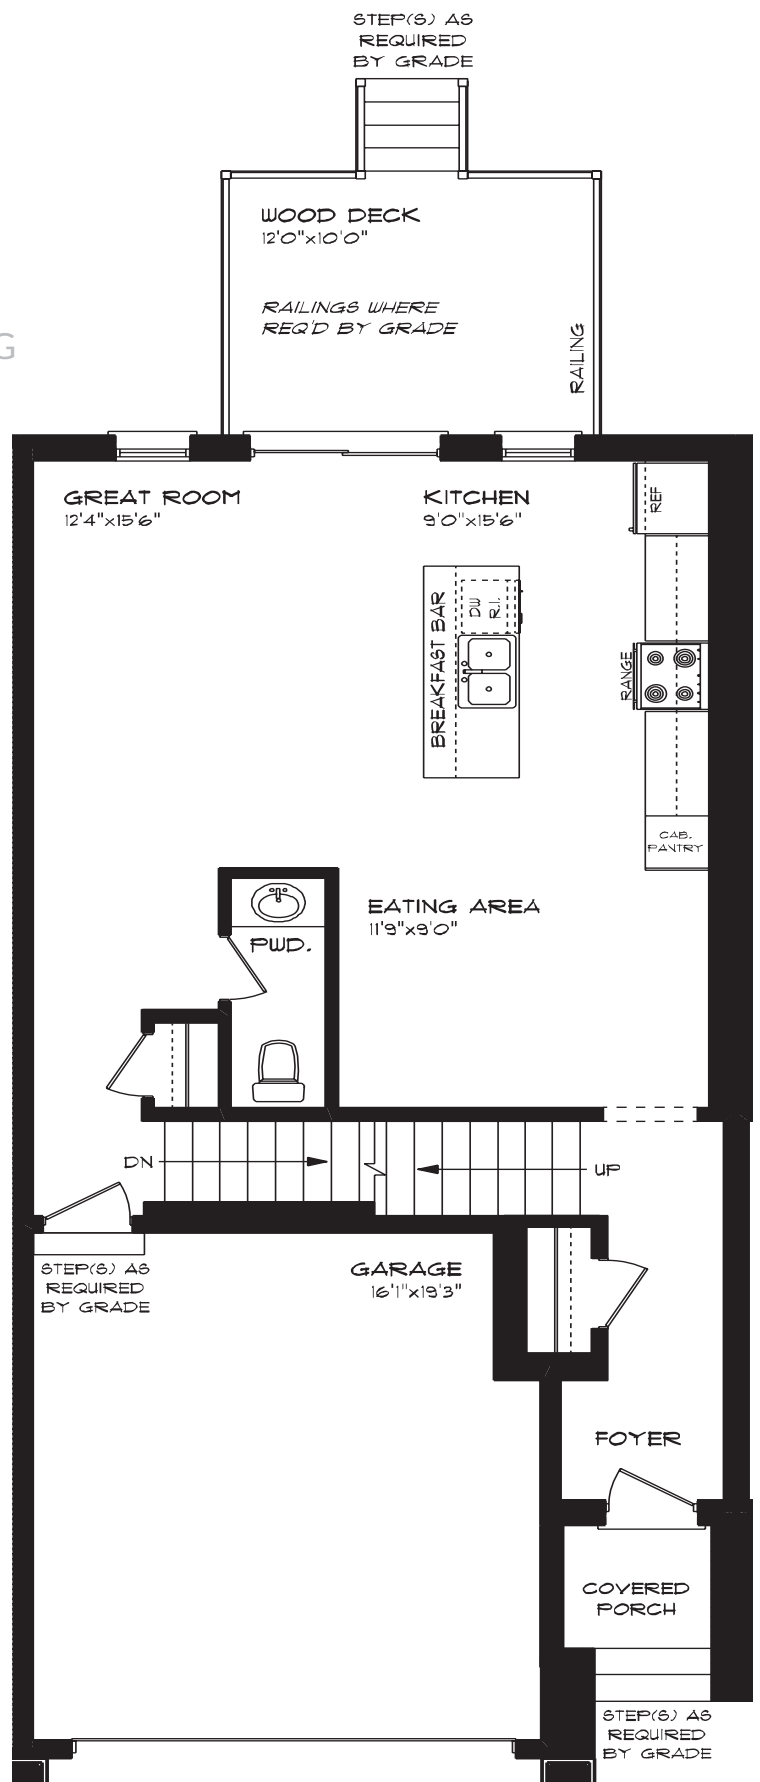 STEP(S) AS
REQUIRED
BY GRADE
WOOD DECK
12'0"x10'0"
RAILINGS WHERE
REQ'D BY GRADE
RAILING
G
GREAT ROOM
12'4"x15'6"
KITCHEN
9'0"x15'6"
REF
BREAKFAST BAR
DW
R.I.
RANGE
CAB.
PANTRY
EATING AREA
11'9"x9'0"
PWD.
DN
UP
STEP(S) AS
REQUIRED
BY GRADE
GARAGE
16'1"x19'3"
FOYER
COVERED
PORCH
STEP(S) AS
REQUIRED
BY GRADE